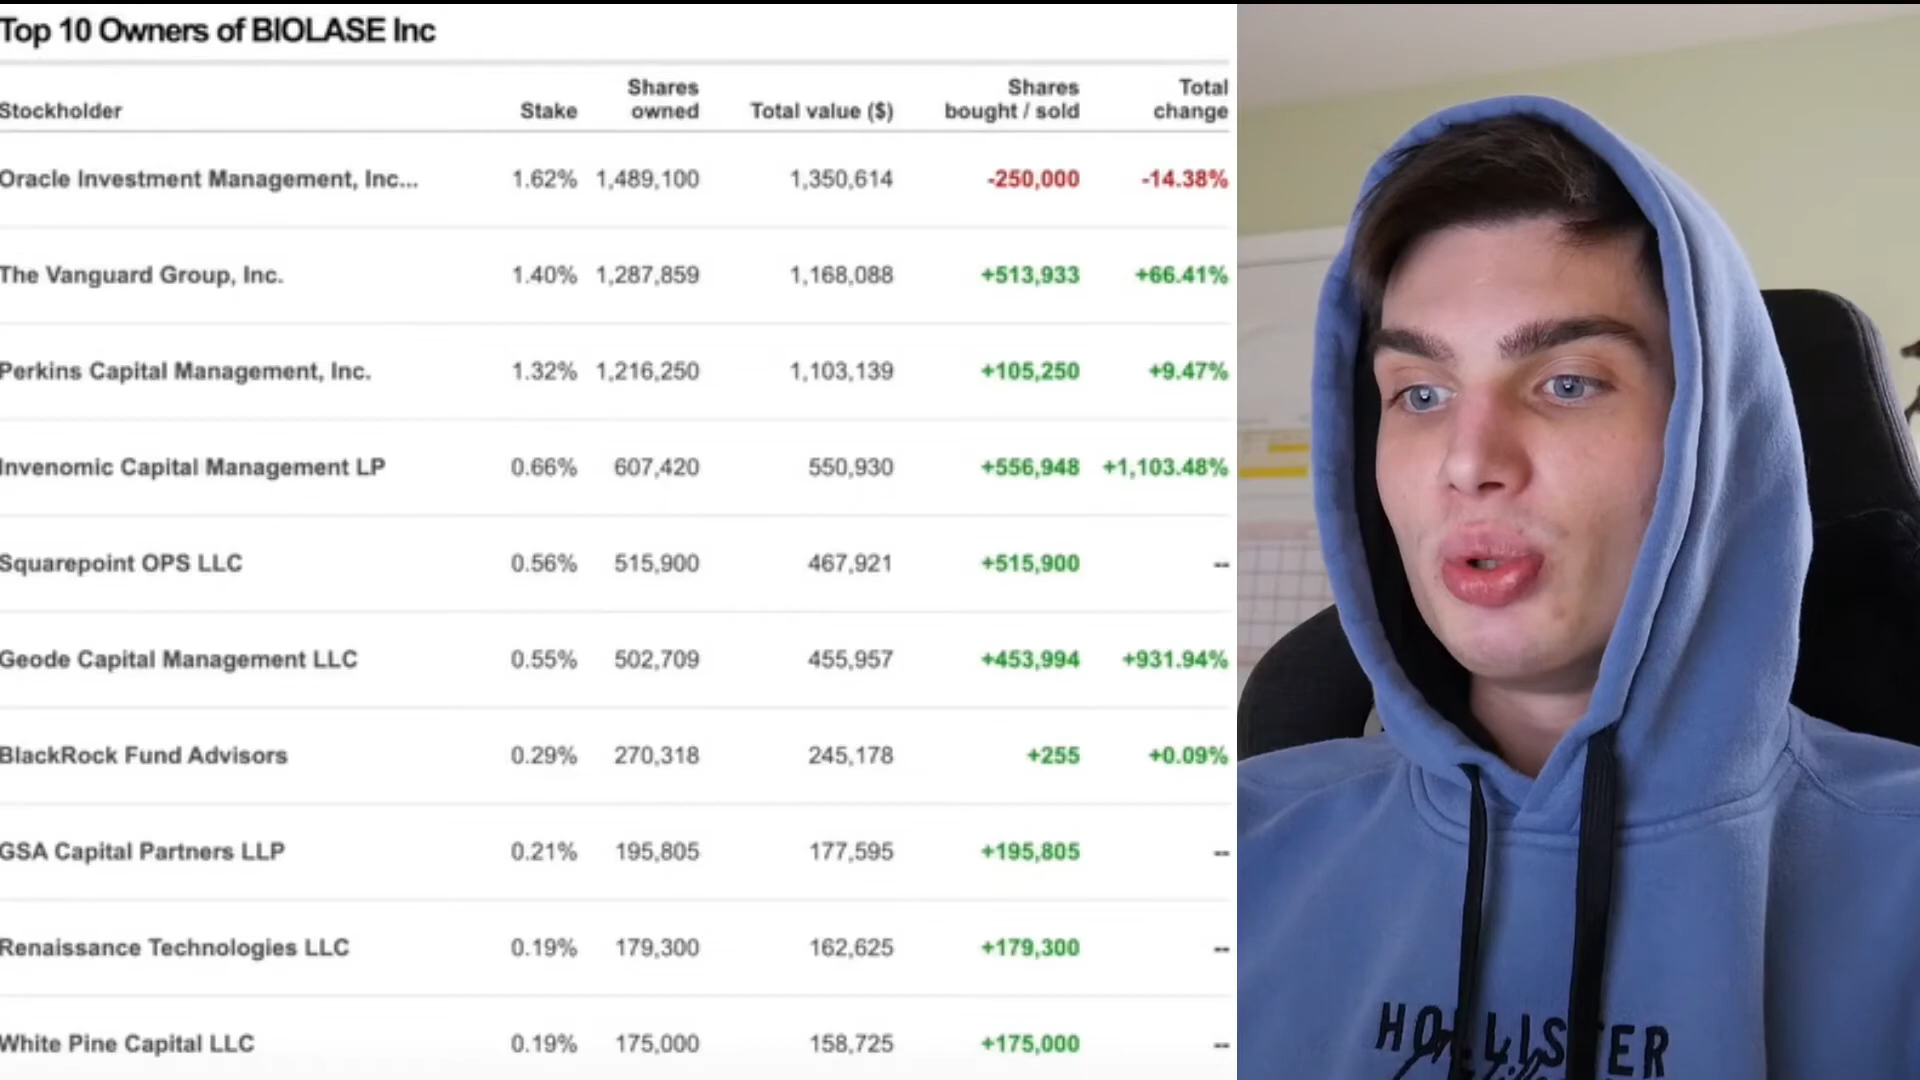 Top 10 Owners of BIOLASE Inc
Stockholder Stake Shares owned Total value ($) Shares bought / sold Total change
Oracle Investment Management, Inc... 1.62% 1,489,100 1,350,614 -250,000 -14.38%
The Vanguard Group, Inc. 1.40% 1,287,859 1,168,088 +513,933 +66.41%
Perkins Capital Management, Inc. 1.32% 1,216,250 1,103,139 +105,250 +9.47%
Invenomic Capital Management LP 0.66% 607,420 550,930 +556,948 +1,103.48%
Squarepoint OPS LLC 0.56% 515,900 467,921 +515,900 --
Geode Capital Management LLC 0.55% 502,709 455,957 +453,994 +931.94%
BlackRock Fund Advisors 0.29% 270,318 245,178 +255 +0.09%
GSA Capital Partners LLP 0.21% 195,805 177,595 +195,805 --
Renaissance Technologies LLC 0.19% 179,300 162,625 +179,300 --
White Pine Capital LLC 0.19% 175,000 158,725 +175,000 --
HOLLISTER